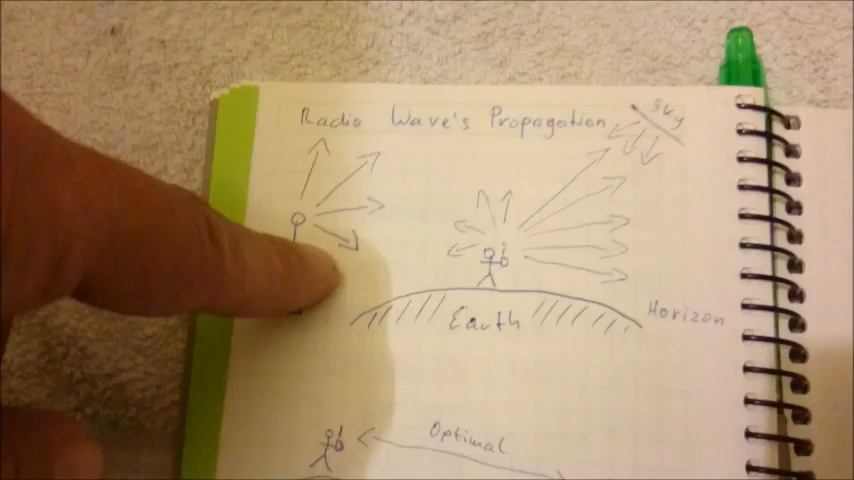 Radio Wave's Propagation
Sky
Earth
Horizon
Optimal